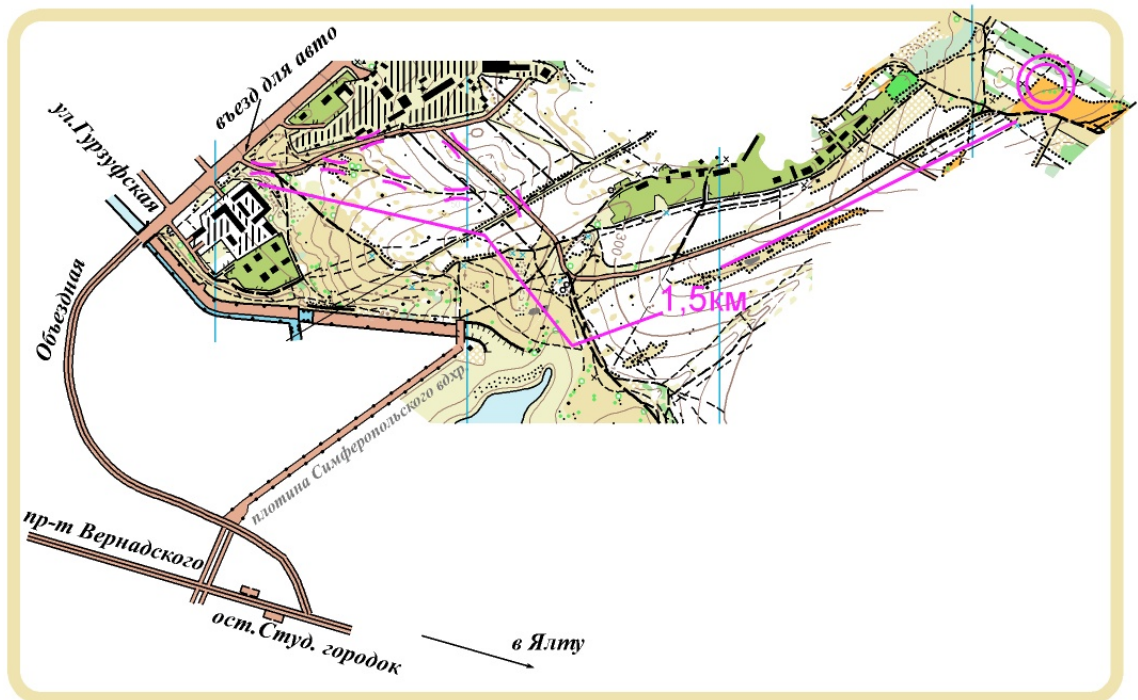 въезд для авто
ул.Гурзуфская
Объездная
300
1,5км
плотина Симферопольского вдхр.
пр-т Вернадского
ост.Студ. городок
в Ялту